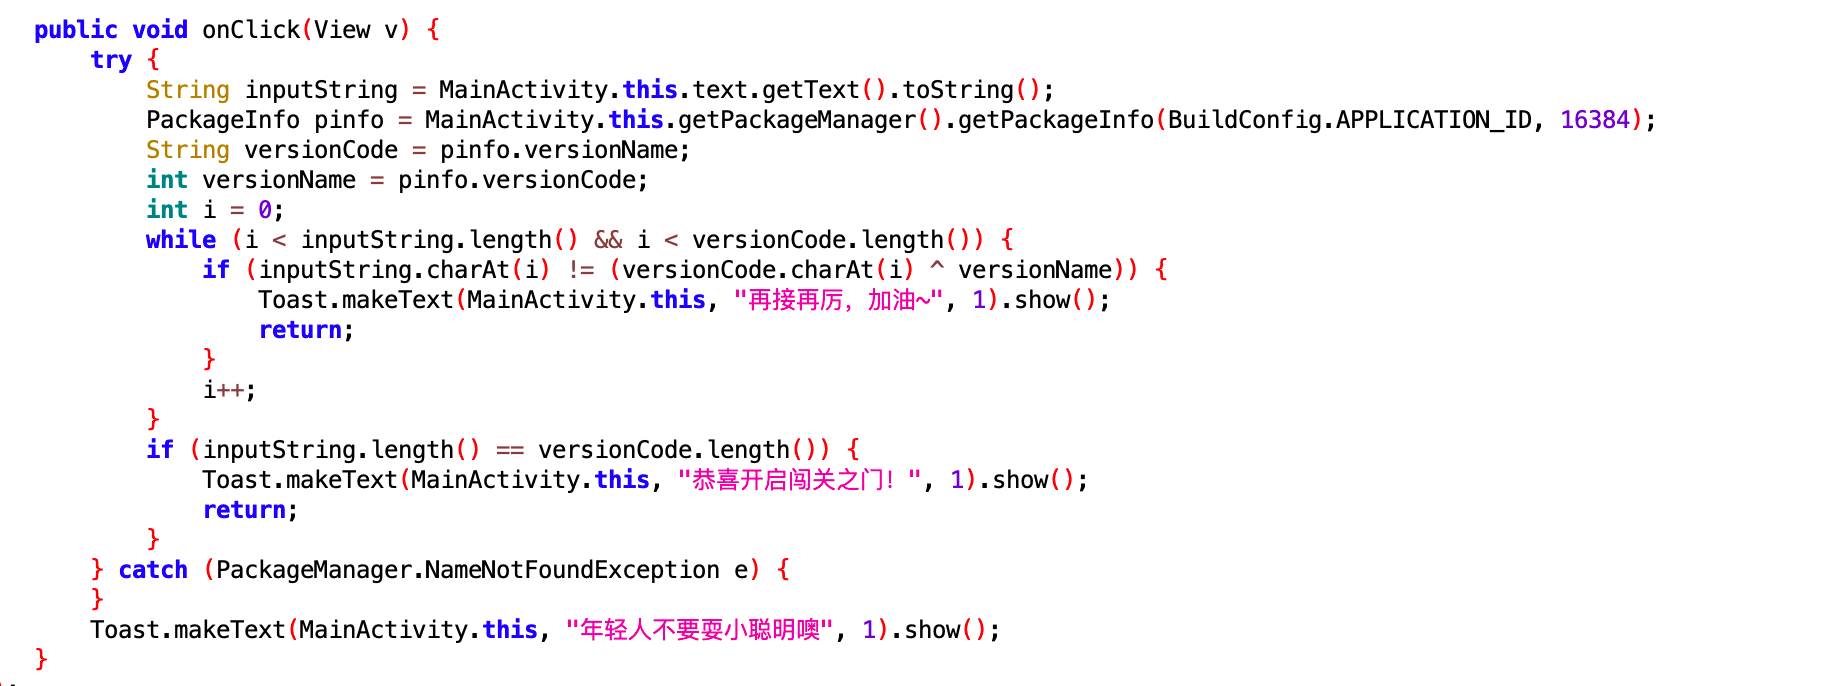 public void onClick(View v) {
    try {
        String inputString = MainActivity.this.text.getText().toString();
        PackageInfo pinfo = MainActivity.this.getPackageManager().getPackageInfo(BuildConfig.APPLICATION_ID, 16384);
        String versionCode = pinfo.versionName;
        int versionName = pinfo.versionCode;
        int i = 0;
        while (i < inputString.length() && i < versionCode.length()) {
            if (inputString.charAt(i) != (versionCode.charAt(i) ^ versionName)) {
                Toast.makeText(MainActivity.this, "再接再厉，加油~", 1).show();
                return;
            }
            i++;
        }
        if (inputString.length() == versionCode.length()) {
            Toast.makeText(MainActivity.this, "恭喜开启闯关之门！", 1).show();
            return;
        }
    } catch (PackageManager.NameNotFoundException e) {
    }
    Toast.makeText(MainActivity.this, "年轻人不要耍小聪明噢", 1).show();
}